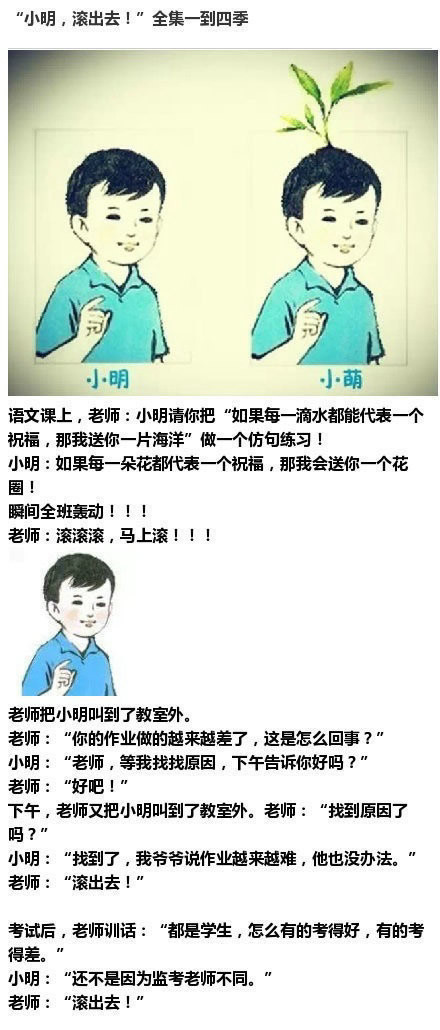 “小明，滚出去！”全集一到四季
小明
小萌
语文课上，老师：小明请你把“如果每一滴水都能代表一个
祝福，那我送你一片海洋”做一个仿句练习！
小明：如果每一朵花都代表一个祝福，那我会送你一个花
圈！
瞬间全班轰动！！！
老师：滚滚滚，马上滚！！！
老师把小明叫到了教室外。
老师：“你的作业做的越来越差了，这是怎么回事？”
小明：“老师，等我找找原因，下午告诉你好吗？”
老师：“好吧！”
下午，老师又把小明叫到了教室外。老师：“找到原因了
吗？”
小明：“找到了，我爷爷说作业越来越难，他也没办法。”
老师：“滚出去！”
考试后，老师训话：“都是学生，怎么有的考得好，有的考
得差。”
小明：“还不是因为监考老师不同。”
老师：“滚出去！”